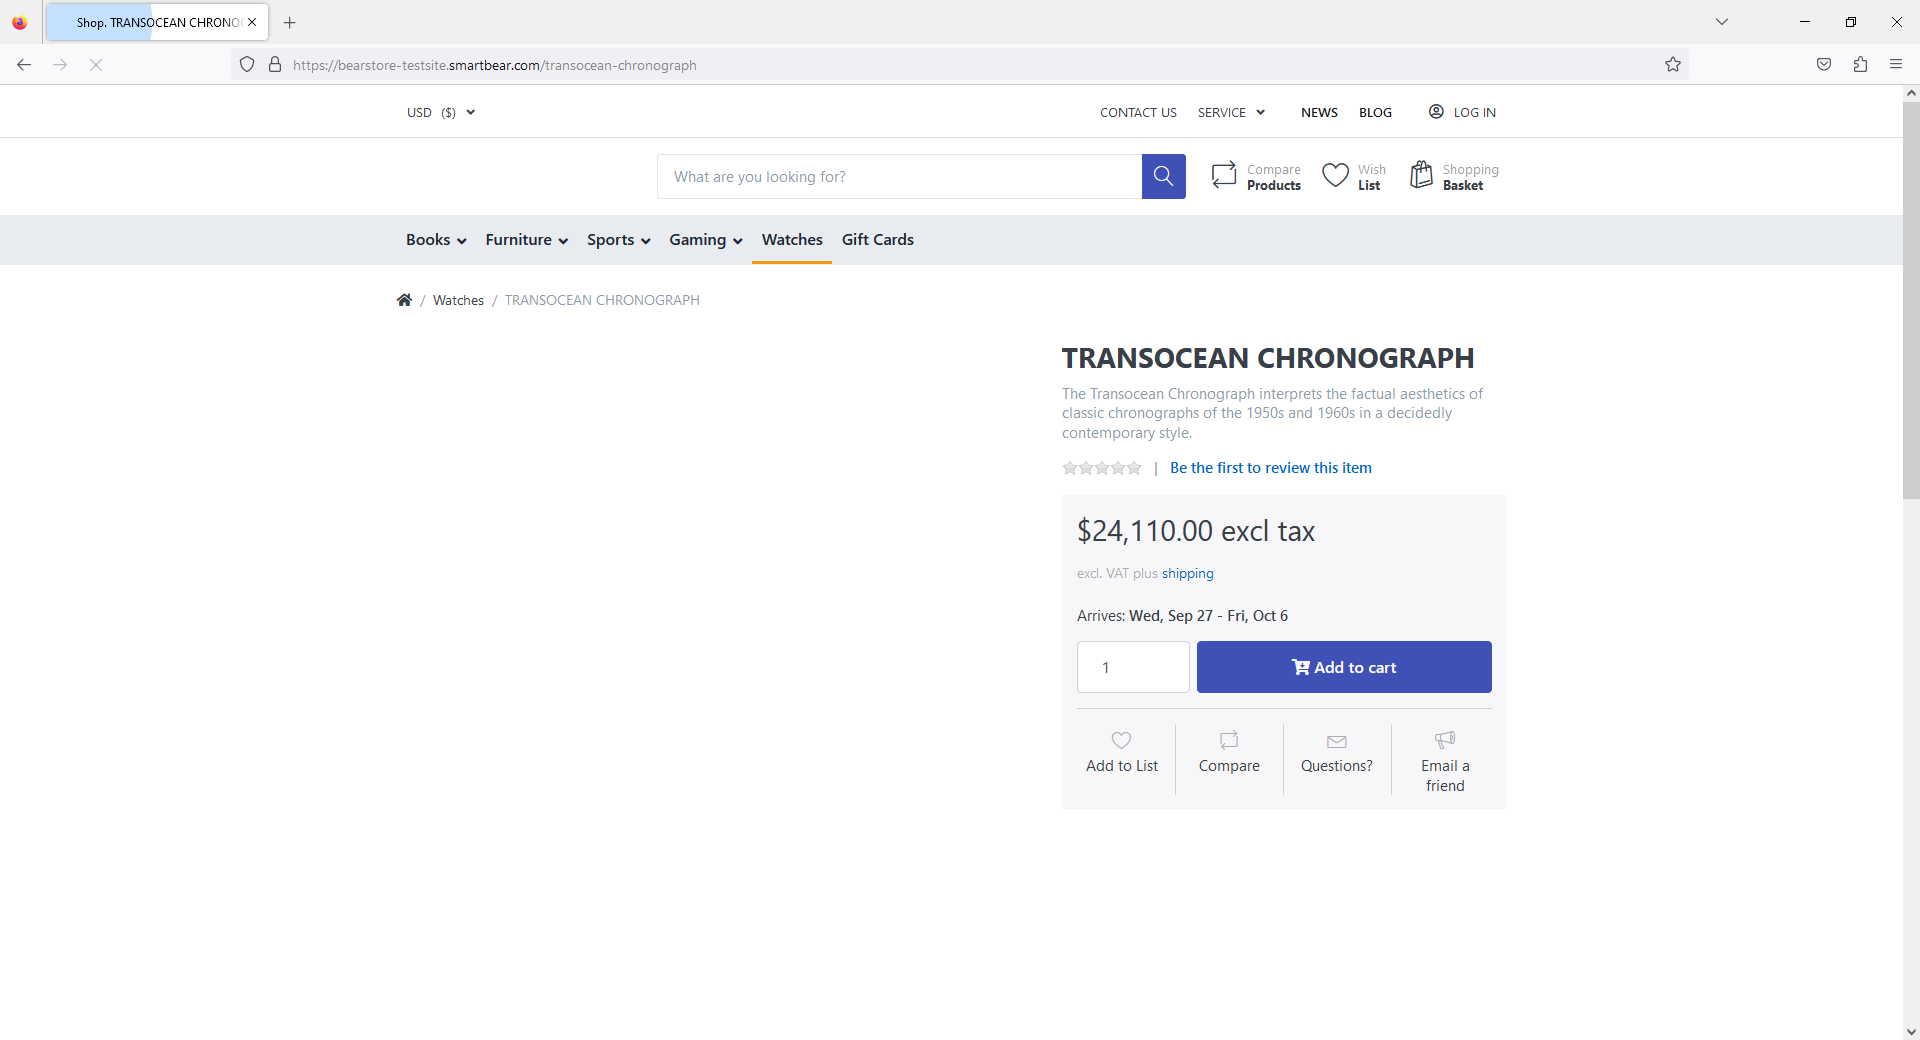 Shop. TRANSOCEAN CHRONO
https://bearstore-testsite.smartbear.com/transocean-chronograph
USD ($)
CONTACT US
SERVICE
NEWS
BLOG
LOG IN
What are you looking for?
Compare
Products
Wish
List
Shopping
Basket
Books
Furniture
Sports
Gaming
Watches
Gift Cards
/ Watches / TRANSOCEAN CHRONOGRAPH
TRANSOCEAN CHRONOGRAPH
The Transocean Chronograph interprets the factual aesthetics of
classic chronographs of the 1950s and 1960s in a decidedly
contemporary style.
| Be the first to review this item
$24,110.00 excl tax
excl. VAT plus shipping
Arrives: Wed, Sep 27 - Fri, Oct 6
1
Add to cart
Add to List
Compare
Questions?
Email a
friend